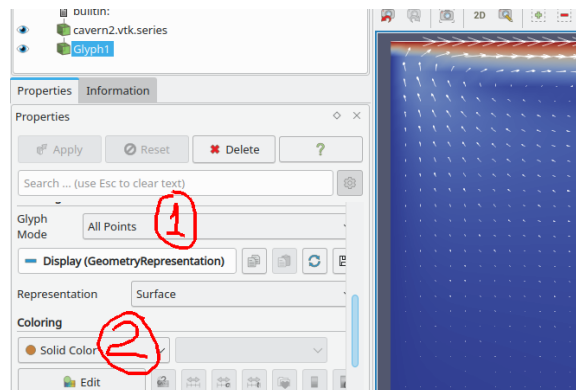 builtin:
cavern2.vtk.series
Glyph1
2D
Properties Information
Properties
Apply Reset Delete ?
Search ... (use Esc to clear text)
Glyph Mode All Points 1
Display (GeometryRepresentation)
Representation Surface
Coloring
Solid Color 2
Edit